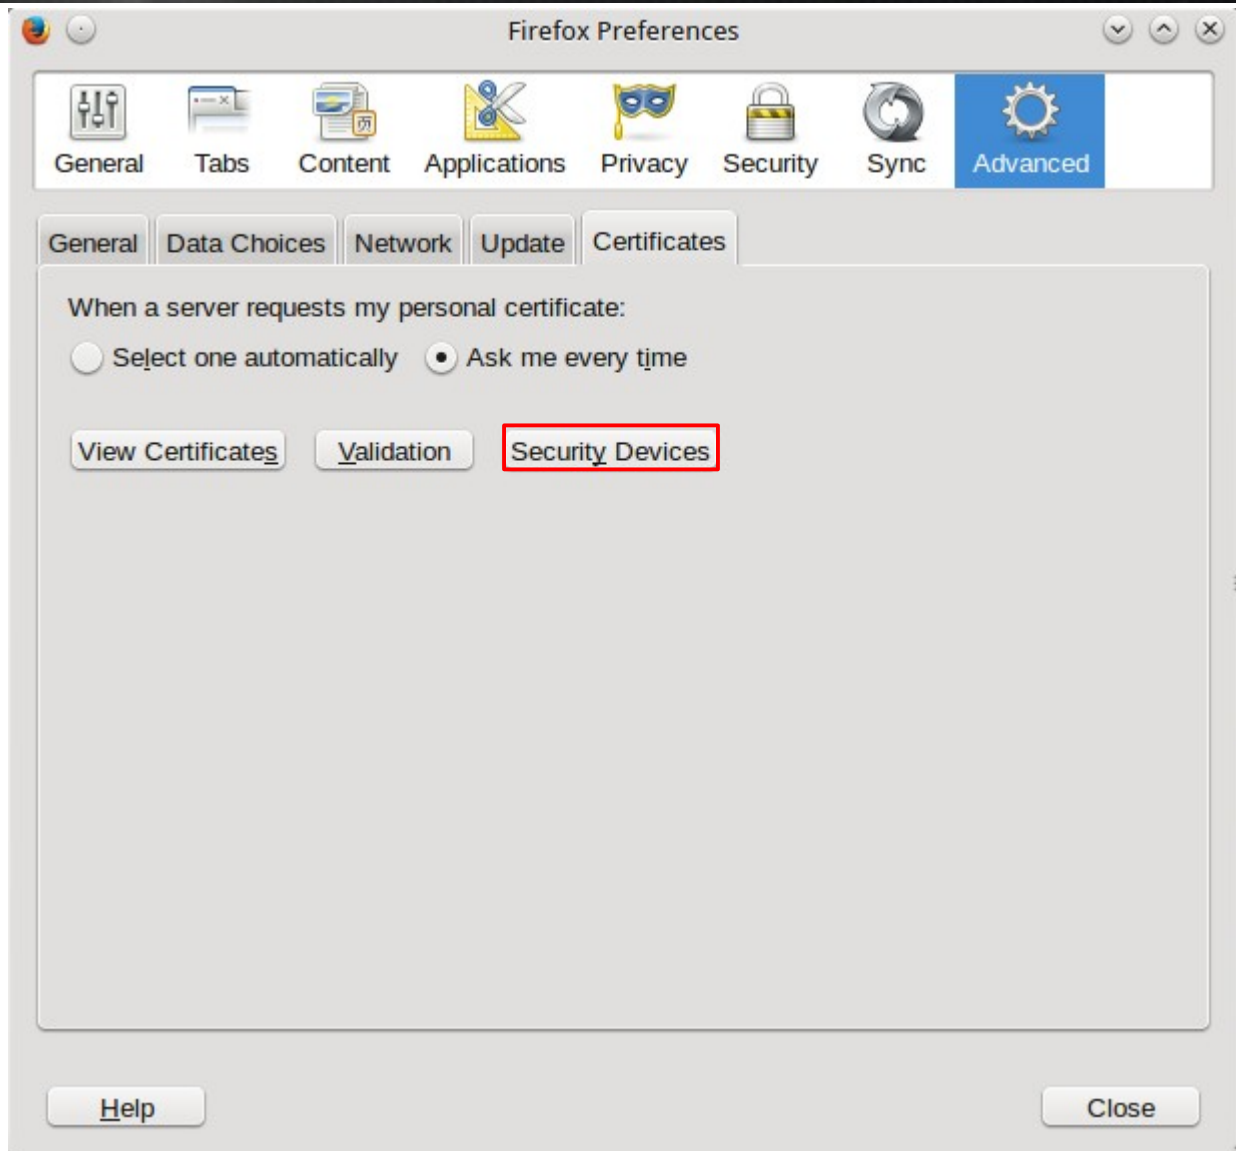 Firefox Preferences
General Tabs Content Applications Privacy Security Sync Advanced
General Data Choices Network Update Certificates
When a server requests my personal certificate:
Select one automatically Ask me every time
View Certificates Validation Security Devices
Help Close